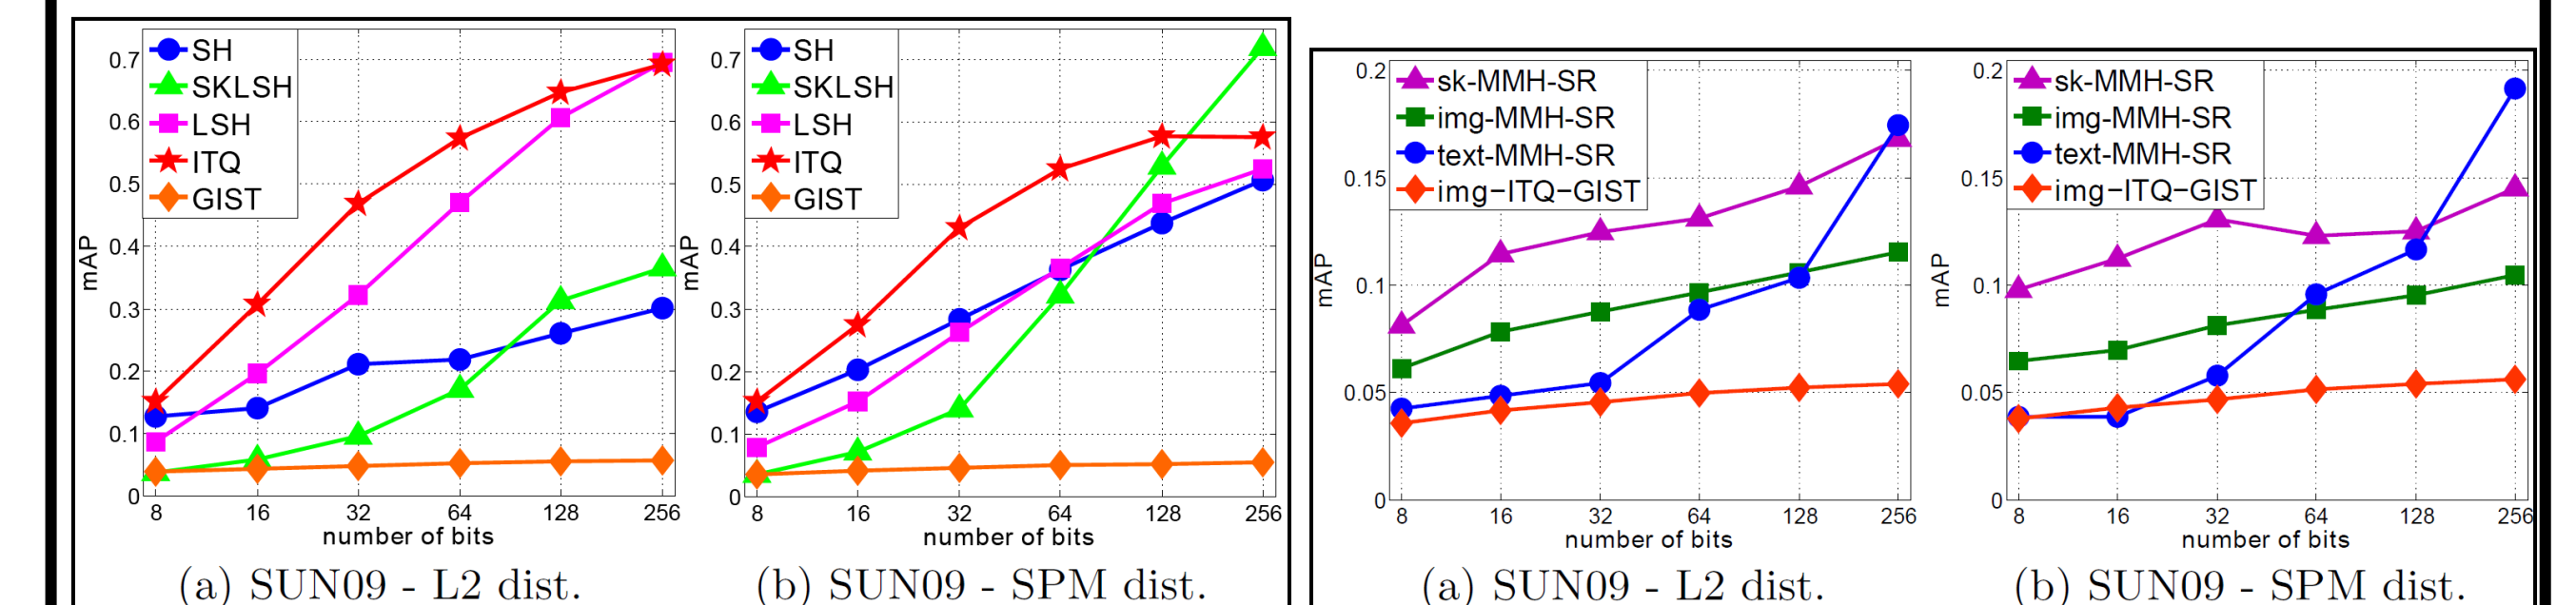 SH
SKLSH
LSH
ITQ
GIST
0.7
0.6
0.5
0.4
0.3
0.2
0.1
0
mAP
8 16 32 64 128 256
number of bits
(a) SUN09 - L2 dist.
SH
SKLSH
LSH
ITQ
GIST
0.7
0.6
0.5
0.4
0.3
0.2
0.1
0
mAP
8 16 32 64 128 256
number of bits
(b) SUN09 - SPM dist.
sk-MMH-SR
img-MMH-SR
text-MMH-SR
img-ITQ-GIST
0.2
0.15
0.1
0.05
0
mAP
8 16 32 64 128 256
number of bits
(a) SUN09 - L2 dist.
sk-MMH-SR
img-MMH-SR
text-MMH-SR
img-ITQ-GIST
0.2
0.15
0.1
0.05
0
mAP
8 16 32 64 128 256
number of bits
(b) SUN09 - SPM dist.